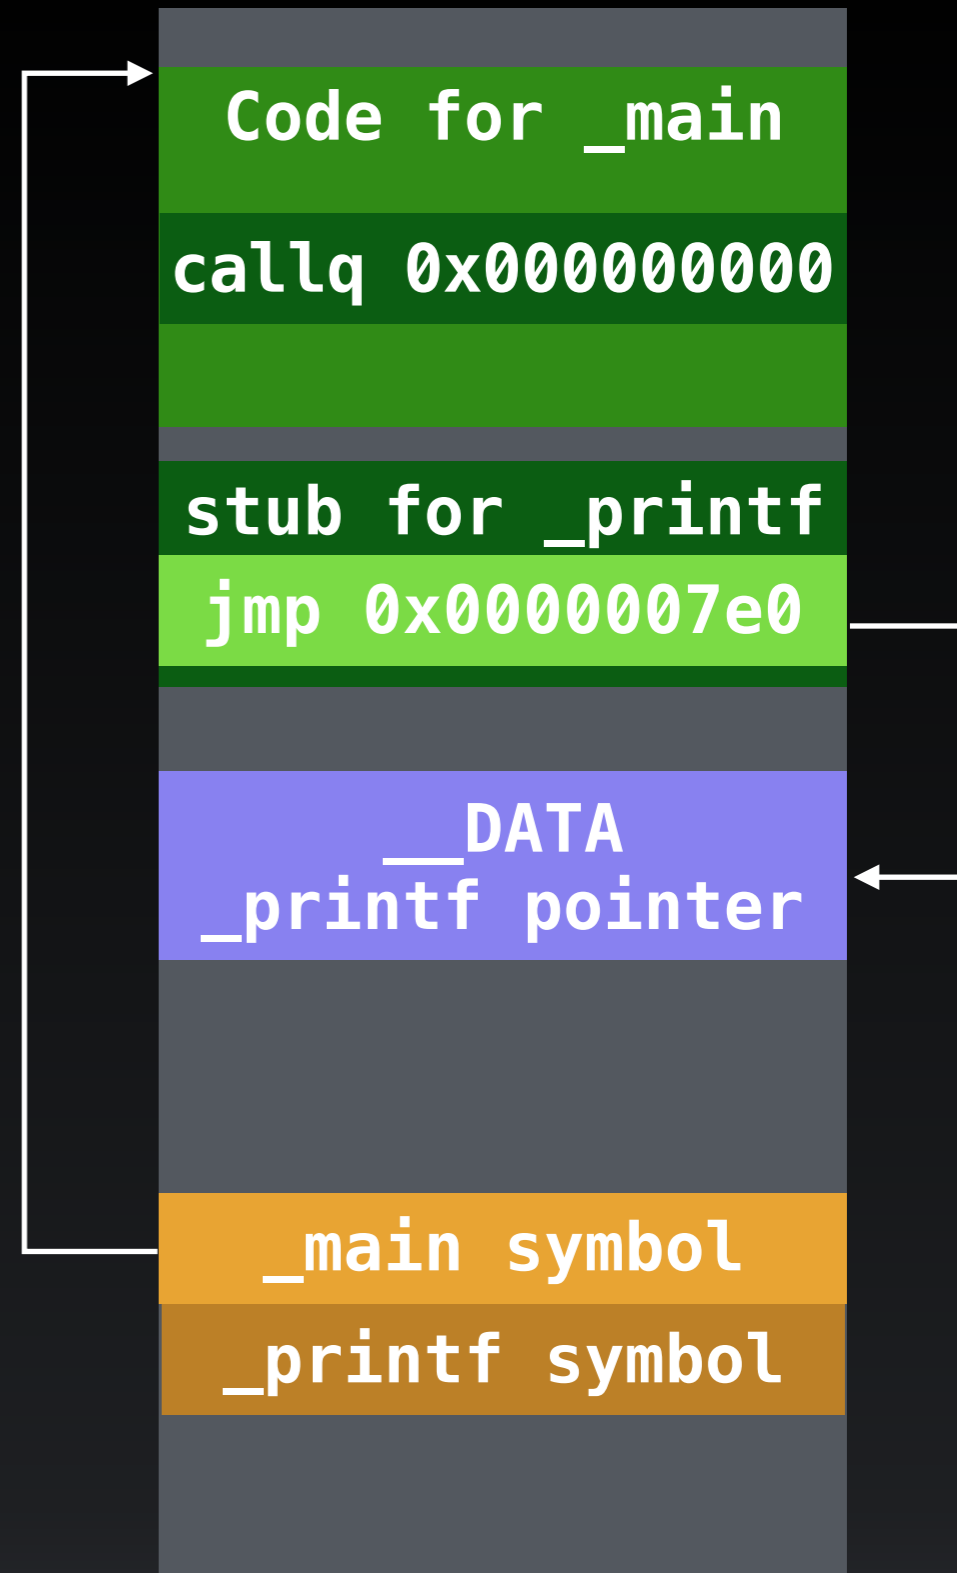 Code for _main
callq 0x000000000
stub for _printf
jmp 0x0000007e0
__DATA
_printf pointer
_main symbol
_printf symbol